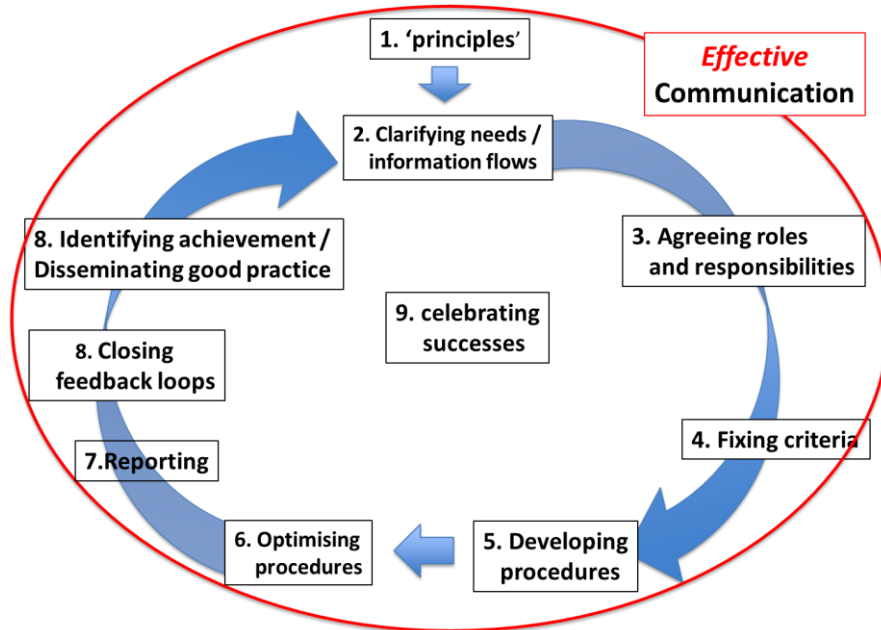 1. ‘principles’
Effective
Communication
2. Clarifying needs /
information flows
3. Agreeing roles
and responsibilities
4. Fixing criteria
5. Developing
procedures
6. Optimising
procedures
7.Reporting
8. Closing
feedback loops
8. Identifying achievement /
Disseminating good practice
9. celebrating
successes